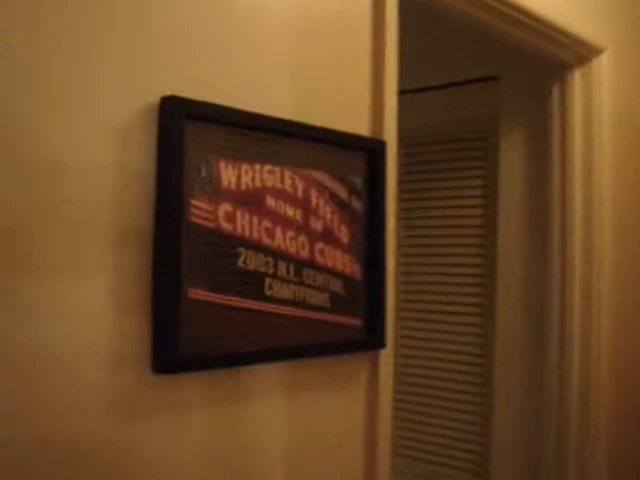 WRIGLEY FIELD
HOME OF
CHICAGO CUBS
2003 N.L. CENTRAL
CHAMPIONS